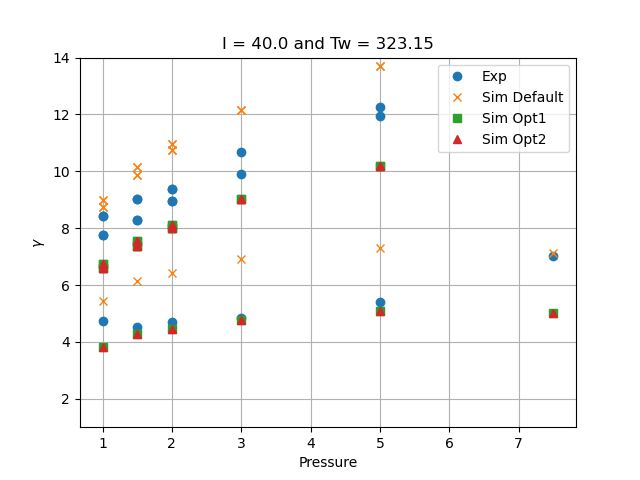 I = 40.0 and Tw = 323.15
14
12
10
8
6
4
2
γ
Exp
Sim Default
Sim Opt1
Sim Opt2
1 2 3 4 5 6 7
Pressure